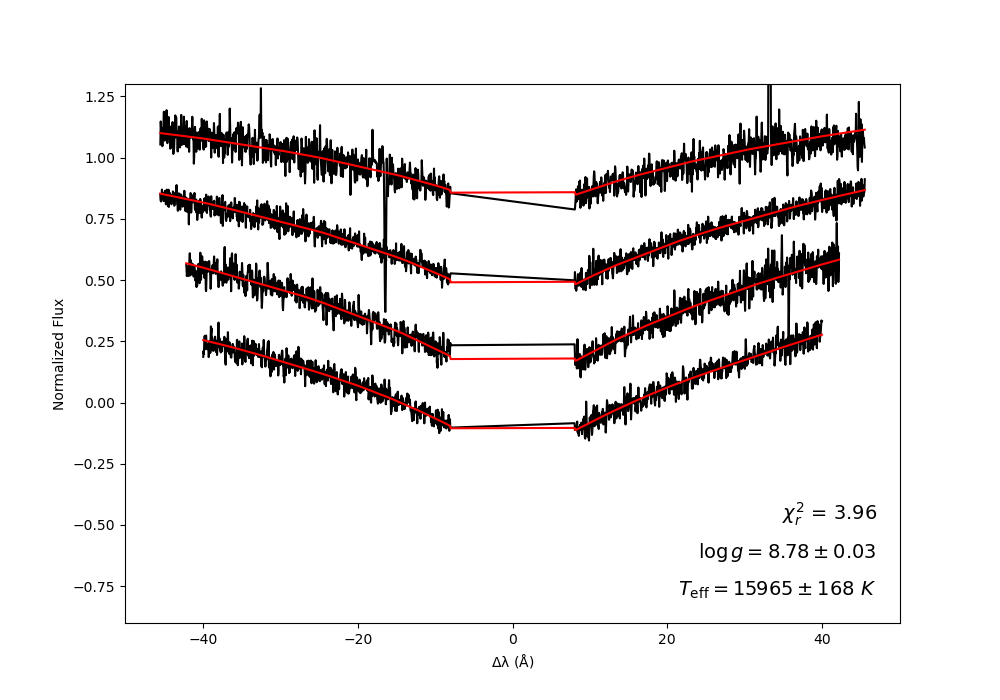 1.25
1.00
0.75
0.50
0.25
0.00
−0.25
−0.50
−0.75
Normalized Flux
χ²ᵣ = 3.96
log g = 8.78 ± 0.03
T_eff = 15965 ± 168 K
−40
−20
0
20
40
Δλ (Å)